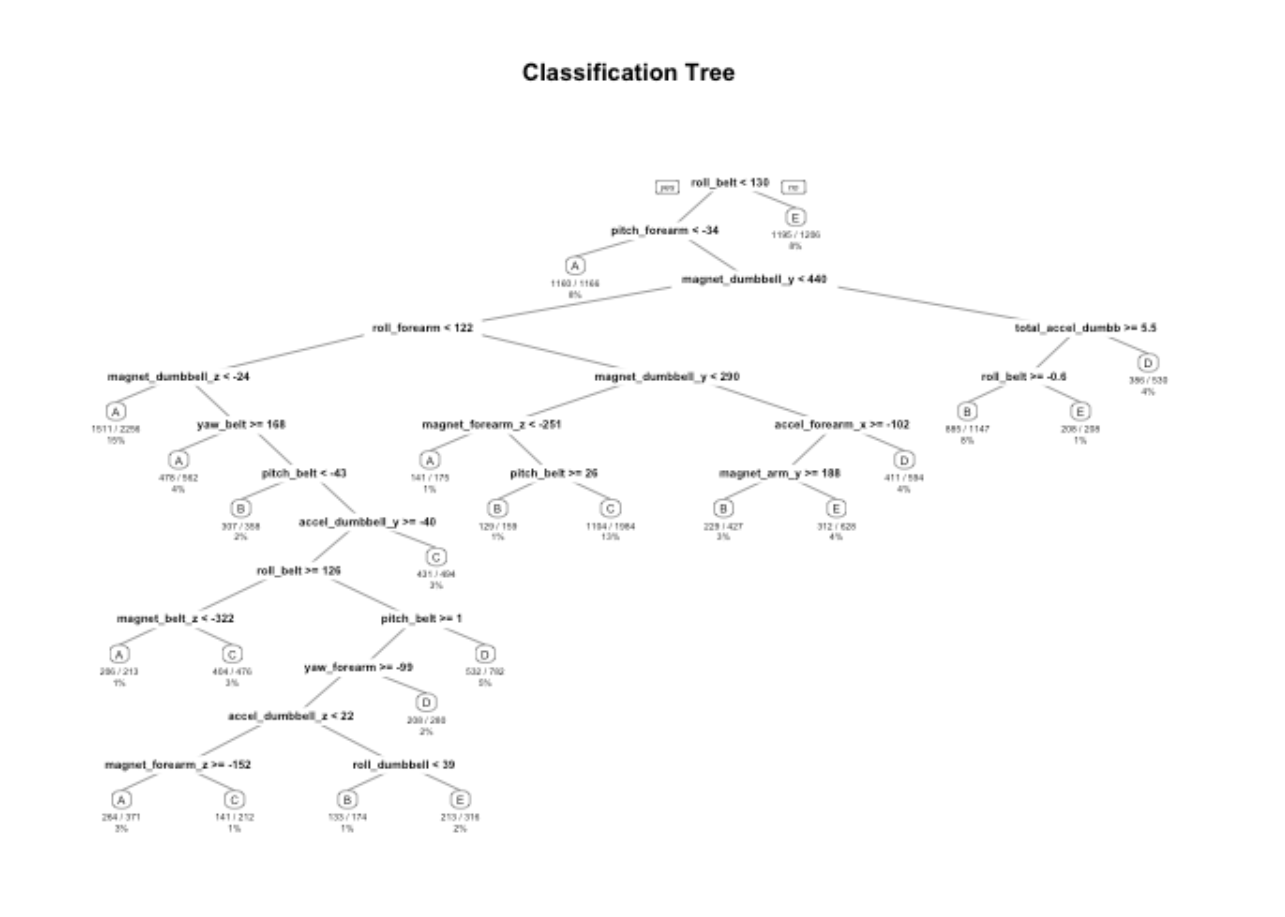 Classification Tree
yes roll_belt < 130 no
E
pitch_forearm < -34
1195 / 1206
8%
A
1160 / 1166
8%
magnet_dumbbell_y < 440
roll_forearm < 122
total_accel_dumbb >= 5.5
magnet_dumbbell_z < -24
magnet_dumbbell_y < 290
roll_belt >= -0.6
D
386 / 530
4%
A
1511 / 2256
15%
yaw_belt >= 168
magnet_forearm_z < -251
accel_forearm_x >= -102
B
E
885 / 1147
8%
208 / 208
1%
A
478 / 562
4%
pitch_belt < -43
A
141 / 175
1%
pitch_belt >= 26
magnet_arm_y >= 188
D
411 / 594
4%
B
307 / 358
2%
accel_dumbbell_y >= -40
B
129 / 159
1%
C
1104 / 1984
13%
B
229 / 427
3%
E
312 / 628
4%
C
431 / 494
3%
roll_belt >= 126
magnet_belt_z < -322
pitch_belt >= 1
A
206 / 213
1%
C
404 / 476
3%
yaw_forearm >= -99
D
532 / 782
5%
D
208 / 280
2%
accel_dumbbell_z < 22
magnet_forearm_z >= -152
roll_dumbbell < 39
A
264 / 371
3%
C
141 / 212
1%
B
133 / 174
1%
E
213 / 316
2%